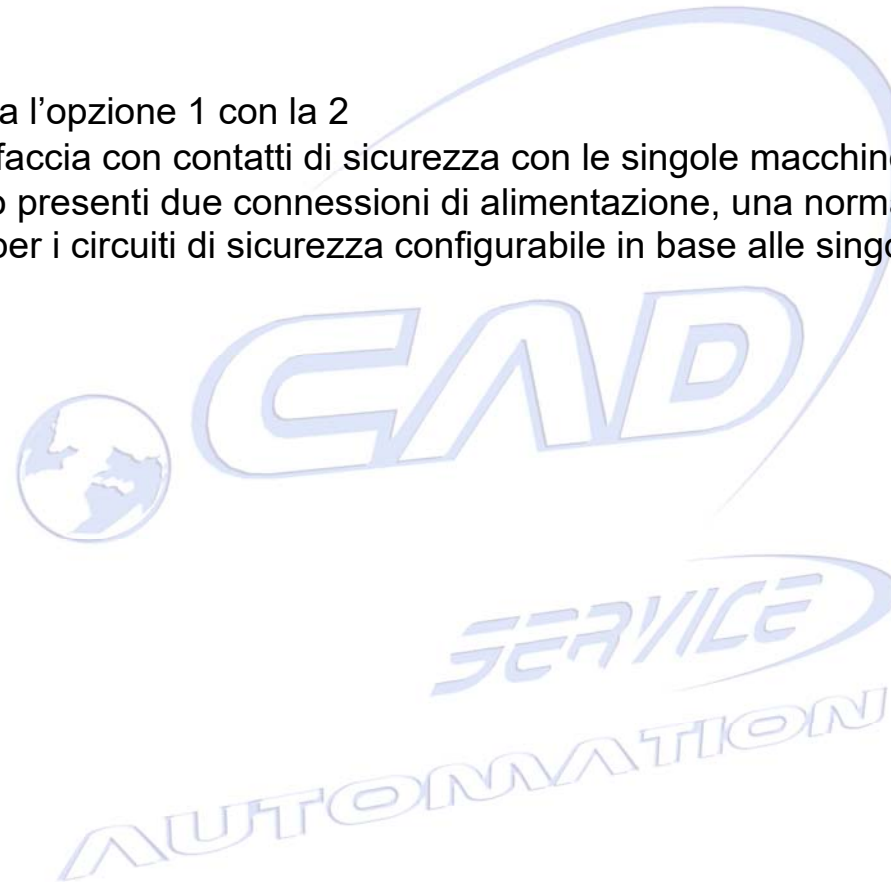 a l’opzione 1 con la 2
faccia con contatti di sicurezza con le singole macchine
presenti due connessioni di alimentazione, una norma
per i circuiti di sicurezza configurabile in base alle singo
CAD
SERVICE
AUTOMATION